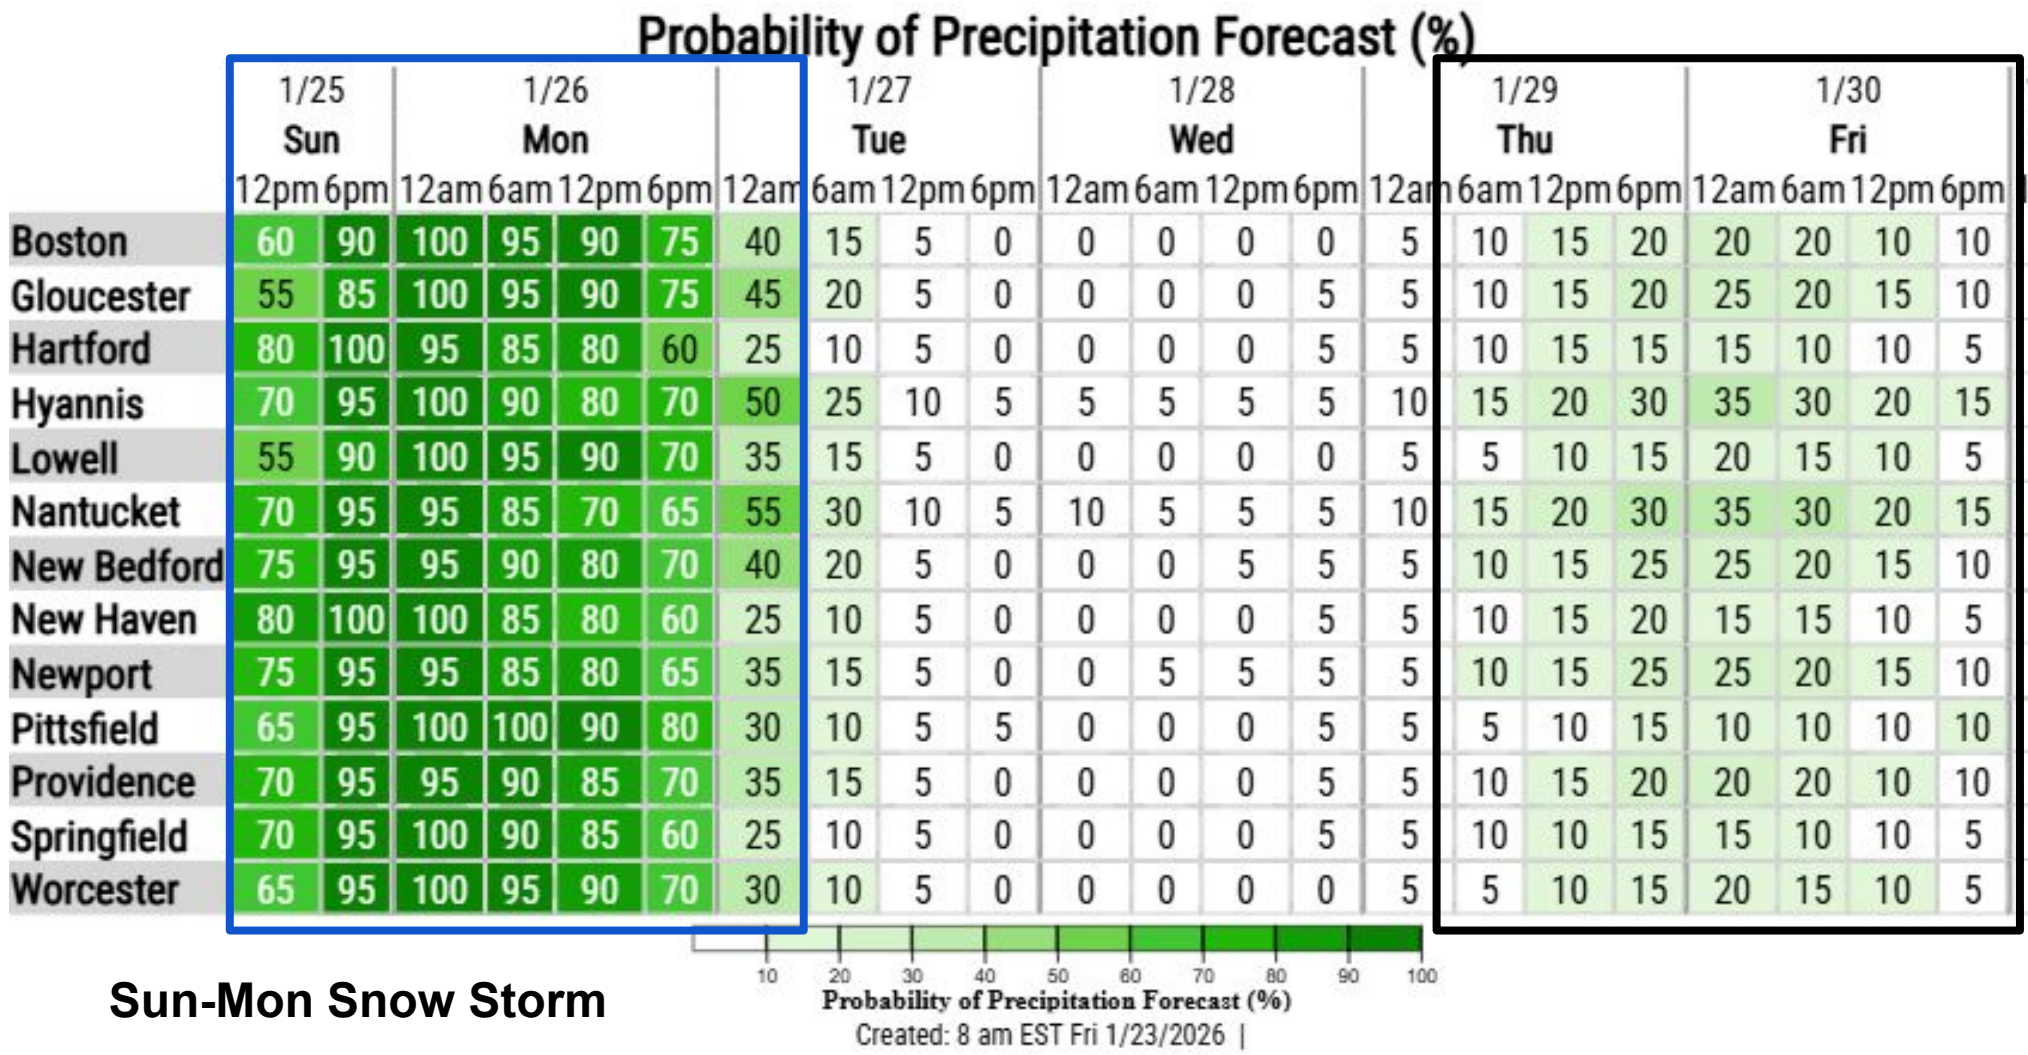 Probability of Precipitation Forecast (%)
1/25 1/26 1/27 1/28 1/29 1/30
Sun Mon Tue Wed Thu Fri
12pm 6pm 12am 6am 12pm 6pm 12am 6am 12pm 6pm 12am 6am 12pm 6pm 12am 6am 12pm 6pm 12am 6am 12pm 6pm
Boston 60 90 100 95 90 75 40 15 5 0 0 0 0 0 5 10 15 20 20 20 10 10
Gloucester 55 85 100 95 90 75 45 20 5 0 0 0 0 5 5 10 15 20 25 20 15 10
Hartford 80 100 95 85 80 60 25 10 5 0 0 0 0 5 5 10 15 15 15 10 10 5
Hyannis 70 95 100 90 80 70 50 25 10 5 5 5 5 5 10 15 20 30 35 30 20 15
Lowell 55 90 100 95 90 70 35 15 5 0 0 0 0 0 5 5 10 15 20 15 10 5
Nantucket 70 95 95 85 70 65 55 30 10 5 10 5 5 5 10 15 20 30 35 30 20 15
New Bedford 75 95 95 90 80 70 40 20 5 0 0 0 5 5 5 10 15 25 25 20 15 10
New Haven 80 100 100 85 80 60 25 10 5 0 0 0 0 5 5 10 15 20 15 15 10 5
Newport 75 95 95 85 80 65 35 15 5 0 0 5 5 5 5 10 15 25 25 20 15 10
Pittsfield 65 95 100 100 90 80 30 10 5 5 0 0 0 5 5 5 10 15 10 10 10 10
Providence 70 95 95 90 85 70 35 15 5 0 0 0 0 5 5 10 15 20 20 20 10 10
Springfield 70 95 100 90 85 60 25 10 5 0 0 0 0 5 5 10 10 15 15 10 10 5
Worcester 65 95 100 95 90 70 30 10 5 0 0 0 0 0 5 5 10 15 20 15 10 5
10 20 30 40 50 60 70 80 90 100
Probability of Precipitation Forecast (%)
Created: 8 am EST Fri 1/23/2026 |
Sun-Mon Snow Storm